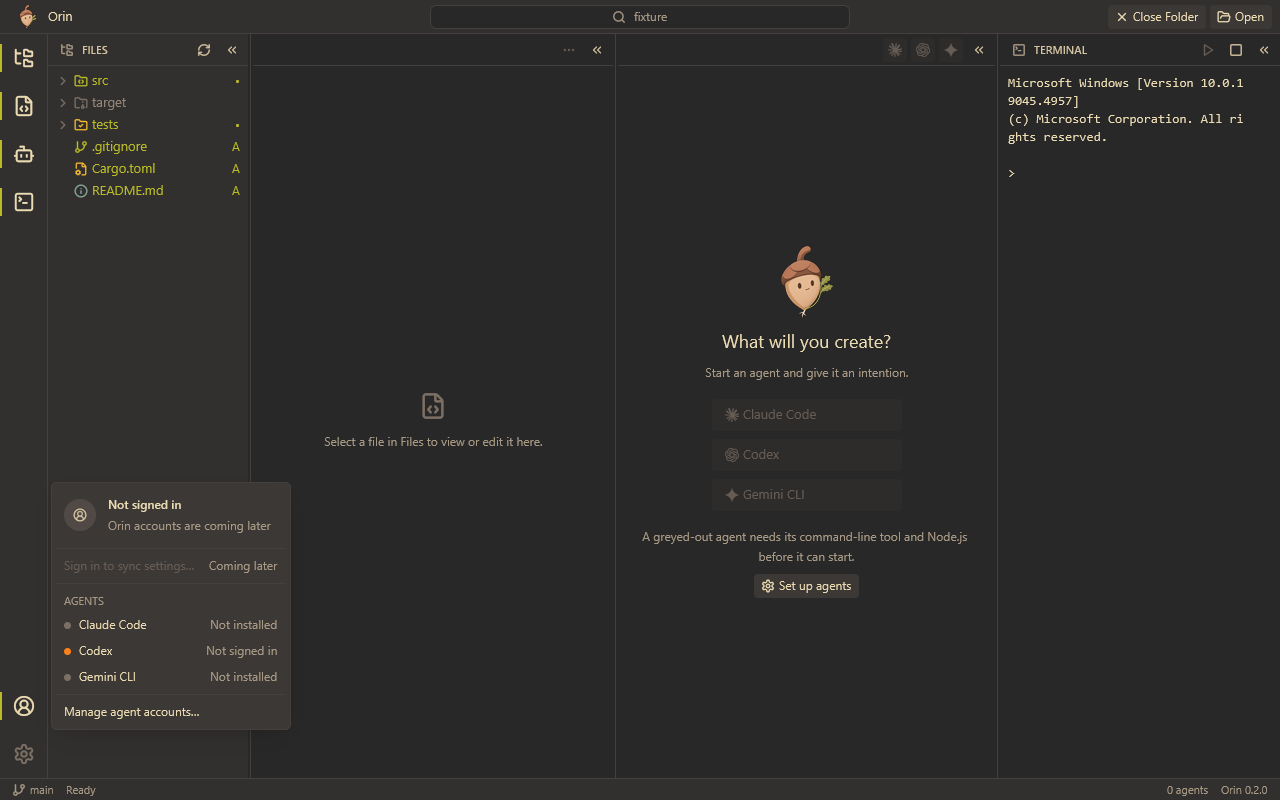 Orin
fixture
Close Folder
Open
FILES
src
target
tests
.gitignore A
Cargo.toml A
README.md A
Select a file in Files to view or edit it here.
What will you create?
Start an agent and give it an intention.
Claude Code
Codex
Gemini CLI
A greyed-out agent needs its command-line tool and Node.js
before it can start.
Set up agents
TERMINAL
Microsoft Windows [Version 10.0.1
9045.4957]
(c) Microsoft Corporation. All ri
ghts reserved.
>
Not signed in
Orin accounts are coming later
Sign in to sync settings... Coming later
AGENTS
Claude Code Not installed
Codex Not signed in
Gemini CLI Not installed
Manage agent accounts...
main Ready
0 agents Orin 0.2.0